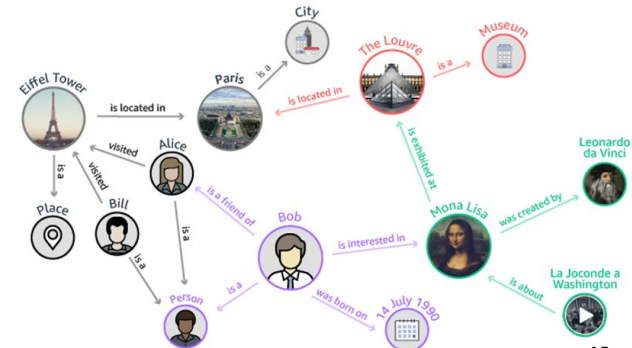 City
The Louvre
Museum
is a
is a
Eiffel Tower
Paris
is located in
is located in
Leonardo
da Vinci
visited
Alice
is exhibited at
is a
visited
was created by
Mona Lisa
is a friend of
Place
Bill
Bob
is a
is interested in
La Joconde a
Washington
is a
is about
is a
Person
was born on
14 July 1990